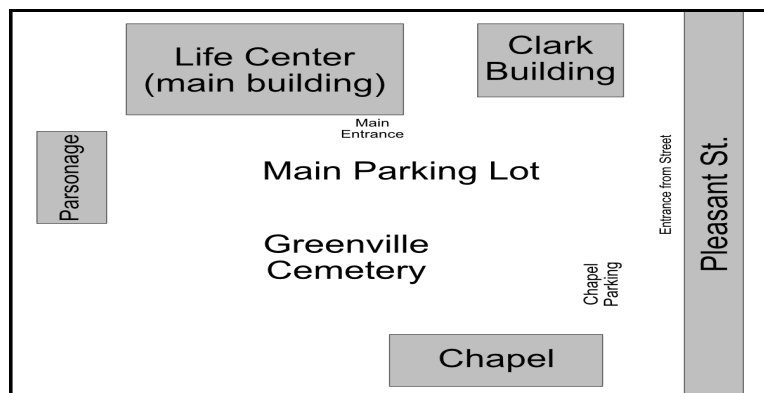 Life Center
(main building)
Clark
Building
Main
Entrance
Parsonage
Main Parking Lot
Entrance from Street
Pleasant St.
Greenville
Cemetery
Chapel
Parking
Chapel